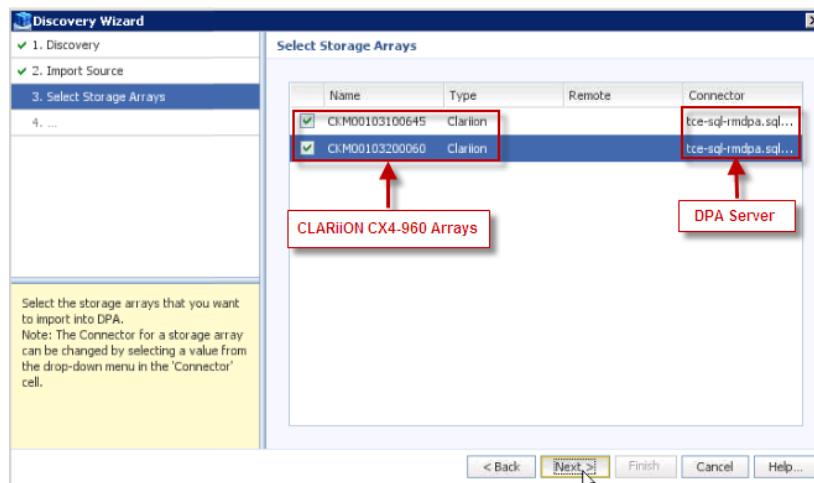 Discovery Wizard
1. Discovery
2. Import Source
3. Select Storage Arrays
4. ...
Select the storage arrays that you want
to import into DPA.
Note: The Connector for a storage array
can be changed by selecting a value from
the drop-down menu in the 'Connector'
cell.
Select Storage Arrays
Name Type Remote Connector
CKM00103100645 Clariion tce-sql-rmdpa.sql...
CKM00103200060 Clariion tce-sql-rmdpa.sql...
CLARiiON CX4-960 Arrays
DPA Server
< Back Next > Finish Cancel Help...